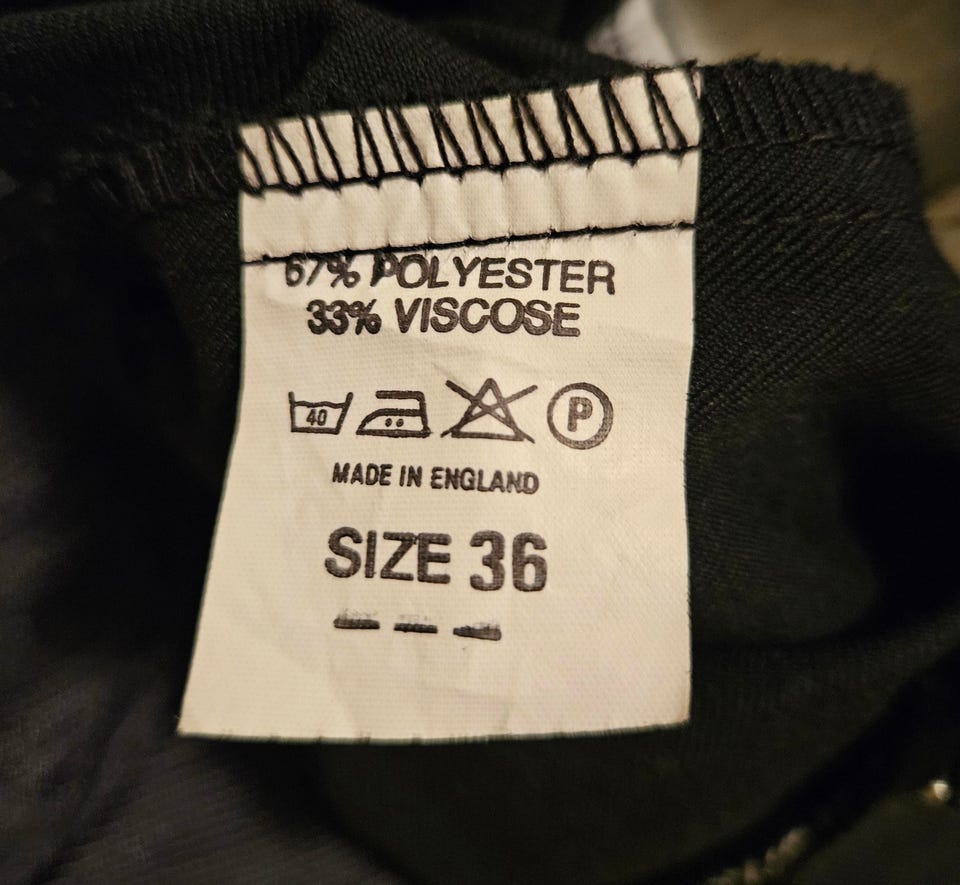 67% POLYESTER
33% VISCOSE
40 P
MADE IN ENGLAND
SIZE 36